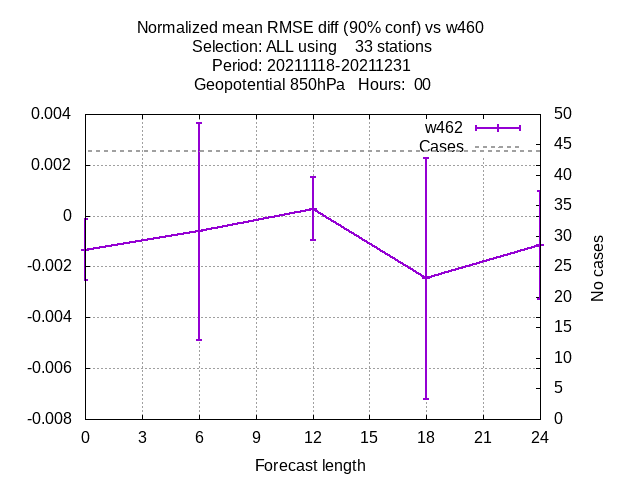 Normalized mean RMSE diff (90% conf) vs w460
Selection: ALL using    33 stations
Period: 20211118-20211231
Geopotential 850hPa   Hours:  00
0.004
0.002
0
-0.002
-0.004
-0.006
-0.008
w462
Cases
50
45
40
35
30
25
20
15
10
5
0
No cases
0 3 6 9 12 15 18 21 24
Forecast length